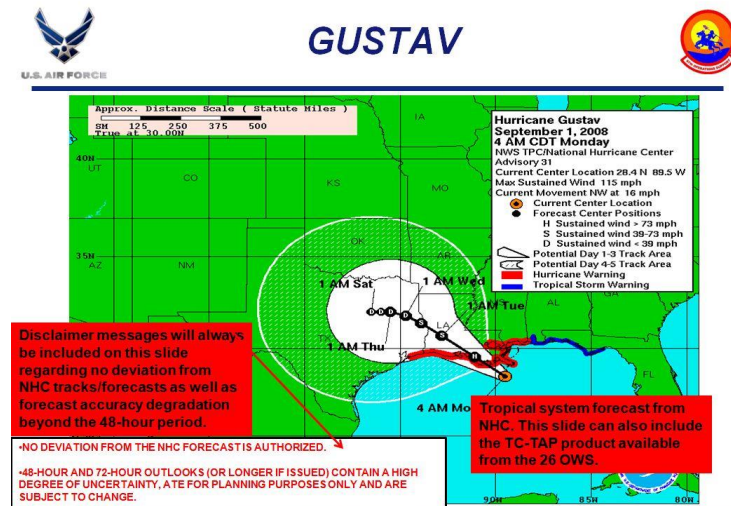 GUSTAV
U.S. AIR FORCE
Approx. Distance Scale ( Statute Miles )
SM 125 250 375 500
True at 30.00N
Hurricane Gustav
September 1, 2008
4 AM CDT Monday
NWS TPC/National Hurricane Center
Advisory 31
Current Center Location 28.4 N 89.5 W
Max Sustained Wind 115 mph
Current Movement NW at 16 mph
Current Center Location
Forecast Center Positions
H Sustained wind > 73 mph
S Sustained wind 39-73 mph
D Sustained wind < 39 mph
Potential Day 1-3 Track Area
Potential Day 4-5 Track Area
Hurricane Warning
Tropical Storm Warning
IA
40N
UT
CO
KS
MO
OK
AR
35N
AZ
NM
AL
GA
1 AM Sat
1 AM Wed
1 AM Tue
D D D D S S H
LA
TX
1 AM Thu
FL
4 AM Mo
90W
85W
80W
Disclaimer messages will always
be included on this slide
regarding no deviation from
NHC tracks/forecasts as well as
forecast accuracy degradation
beyond the 48-hour period.
Tropical system forecast from
NHC. This slide can also include
the TC-TAP product available
from the 26 OWS.
•NO DEVIATION FROM THE NHC FORECAST IS AUTHORIZED.
•48-HOUR AND 72-HOUR OUTLOOKS (OR LONGER IF ISSUED) CONTAIN A HIGH
DEGREE OF UNCERTAINTY, ATE FOR PLANNING PURPOSES ONLY AND ARE
SUBJECT TO CHANGE.